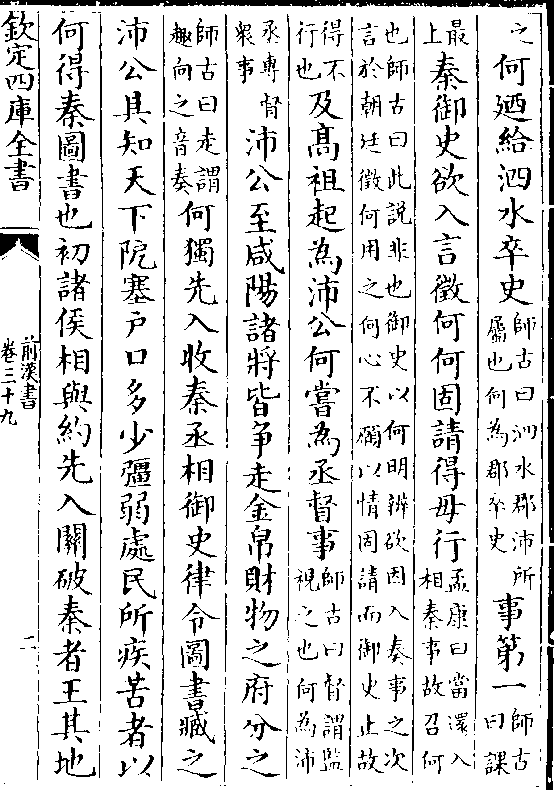 之何廼給泗水卒史師古曰泗水郡沛所屬也何為郡卒史事第一師古曰課
最上秦御史欲入言徵何何固請得毋行孟康曰當還入相秦事故召何
也師古曰此說非也御史以何明辨欲因入奏事之次
言於朝廷徵何用之何心不願以情固請而御史止故
得不行也及髙祖起為沛公何嘗為丞督事師古曰督謂監視之也何為沛
丞專督衆事沛公至咸陽諸將皆争走金帛財物之府分之
師古曰走謂趣向之音奏何獨先入收秦丞相御史律令圖書藏之
沛公具知天下阨塞戸口多少彊弱處民所疾苦者以
何得秦圖書也初諸侯相與約先入關破秦者王其地
欽定四庫全書
前漢書
卷三十九
二